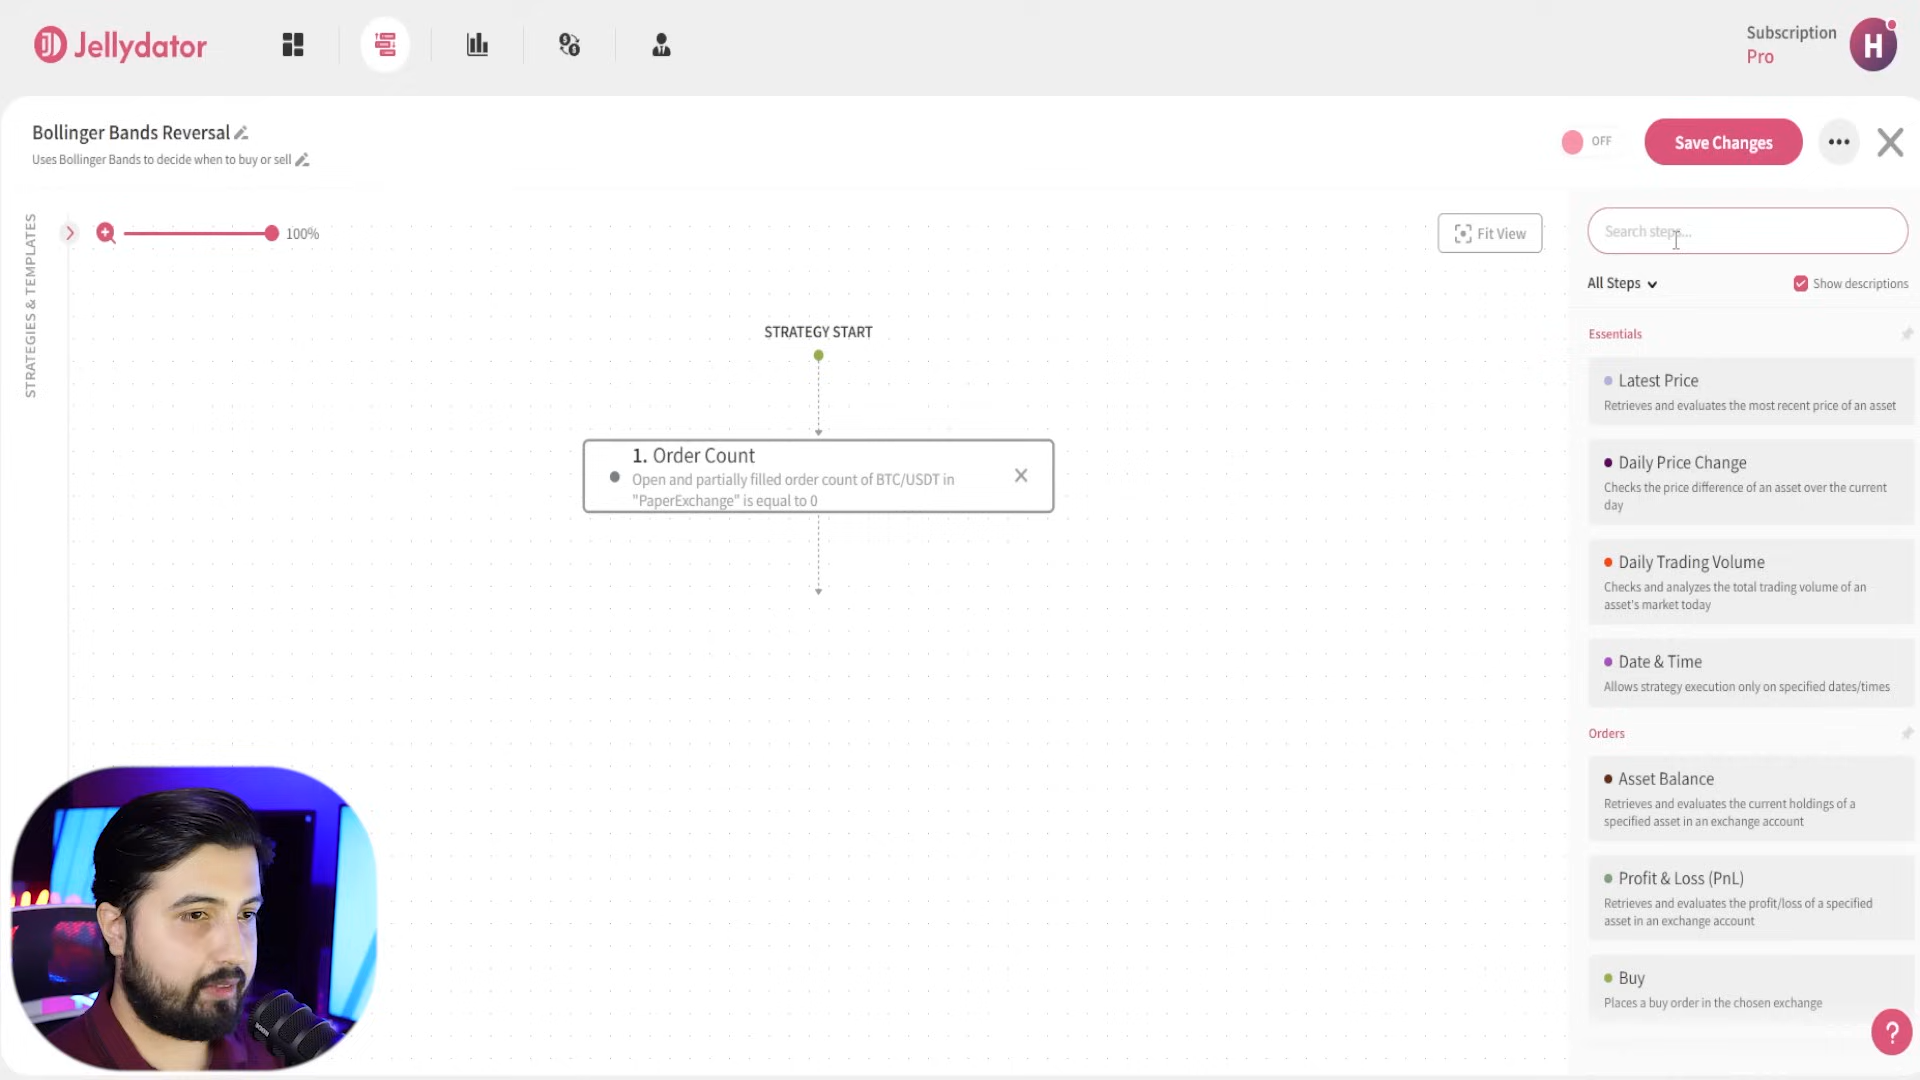 Jellydator
Subscription
Pro
H
Bollinger Bands Reversal
Uses Bollinger Bands to decide when to buy or sell
OFF
Save Changes
STRATEGIES & TEMPLATES
100%
Fit View
STRATEGY START
1. Order Count
Open and partially filled order count of BTC/USDT in
"PaperExchange" is equal to 0
Search steps...
All Steps
Show descriptions
Essentials
Latest Price
Retrieves and evaluates the most recent price of an asset
Daily Price Change
Checks the price difference of an asset over the current
day
Daily Trading Volume
Checks and analyzes the total trading volume of an
asset's market today
Date & Time
Allows strategy execution only on specified dates/times
Orders
Asset Balance
Retrieves and evaluates the current holdings of a
specified asset in an exchange account
Profit & Loss (PnL)
Retrieves and evaluates the profit/loss of a specified
asset in an exchange account
Buy
Places a buy order in the chosen exchange
?